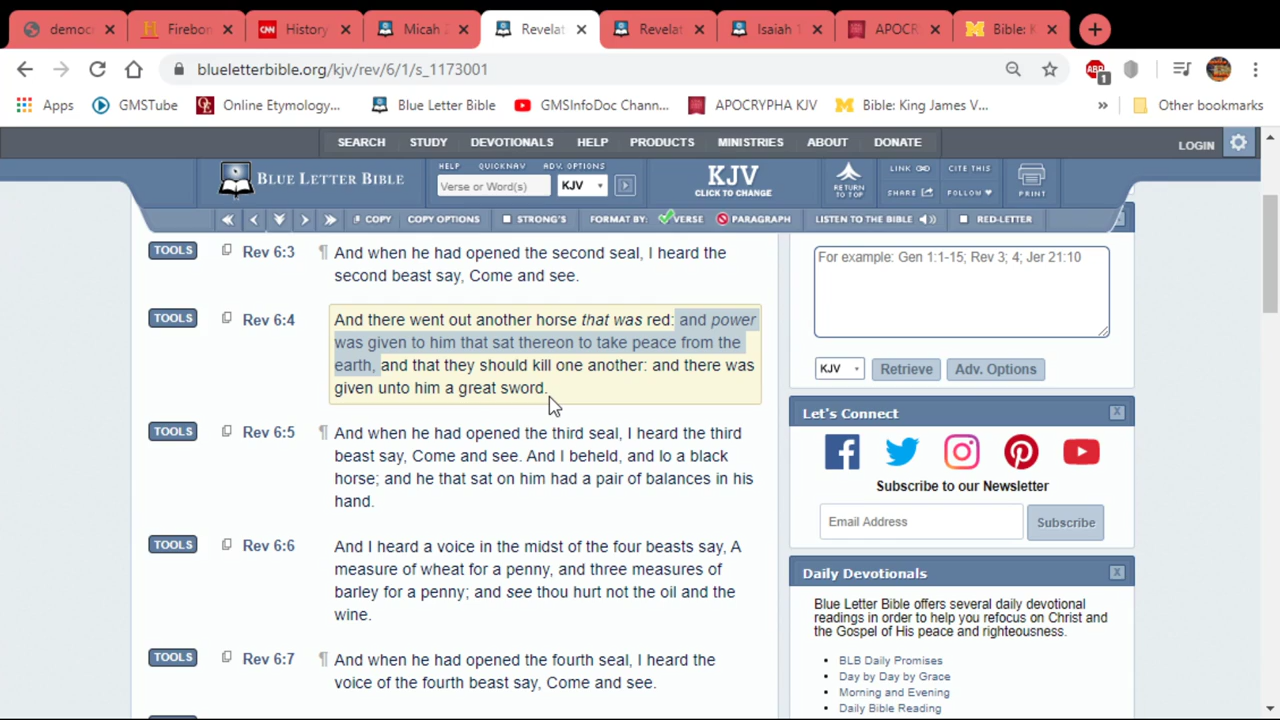 democ
Firebor
History
Micah 2
Revelat
Revelat
Isaiah 1
APOCR
Bible: K
blueletterbible.org/kjv/rev/6/1/s_1173001
ABP
1
Apps
GMSTube
Online Etymology...
Blue Letter Bible
GMSInfoDoc Chann...
APOCRYPHA KJV
Bible: King James V...
»
Other bookmarks
SEARCH STUDY DEVOTIONALS HELP PRODUCTS MINISTRIES ABOUT DONATE
LOGIN
BLUE LETTER BIBLE
HELP QUICKNAV ADV. OPTIONS
Verse or Word(s)
KJV
KJV
CLICK TO CHANGE
RETURN
TO TOP
LINK
CITE THIS
SHARE
FOLLOW
PRINT
COPY COPY OPTIONS STRONG'S FORMAT BY: VERSE PARAGRAPH LISTEN TO THE BIBLE RED-LETTER
TOOLS Rev 6:3 ¶ And when he had opened the second seal, I heard the
second beast say, Come and see.
TOOLS Rev 6:4 And there went out another horse that was red: and power
was given to him that sat thereon to take peace from the
earth, and that they should kill one another: and there was
given unto him a great sword.
TOOLS Rev 6:5 ¶ And when he had opened the third seal, I heard the third
beast say, Come and see. And I beheld, and lo a black
horse; and he that sat on him had a pair of balances in his
hand.
TOOLS Rev 6:6 And I heard a voice in the midst of the four beasts say, A
measure of wheat for a penny, and three measures of
barley for a penny; and see thou hurt not the oil and the
wine.
TOOLS Rev 6:7 ¶ And when he had opened the fourth seal, I heard the
voice of the fourth beast say, Come and see.
For example: Gen 1:1-15; Rev 3; 4; Jer 21:10
KJV
Retrieve
Adv. Options
Let's Connect
Subscribe to our Newsletter
Email Address
Subscribe
Daily Devotionals
Blue Letter Bible offers several daily devotional
readings in order to help you refocus on Christ and
the Gospel of His peace and righteousness.
BLB Daily Promises
Day by Day by Grace
Morning and Evening
Daily Bible Reading